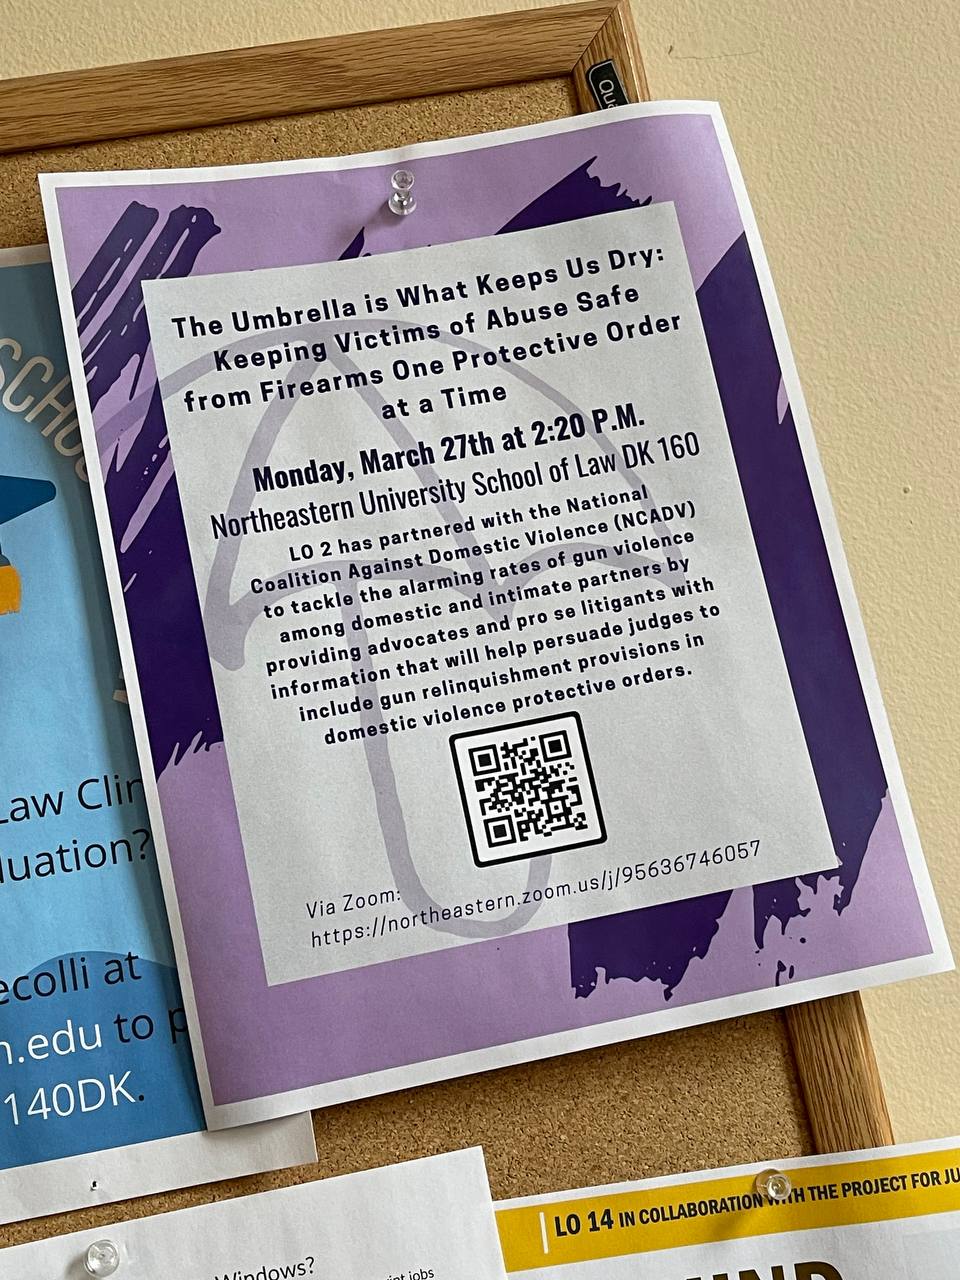 The Umbrella is What Keeps Us Dry:
Keeping Victims of Abuse Safe
from Firearms One Protective Order
at a Time
Monday, March 27th at 2:20 P.M.
Northeastern University School of Law DK 160
LO 2 has partnered with the National
Coalition Against Domestic Violence (NCADV)
to tackle the alarming rates of gun violence
among domestic and intimate partners by
providing advocates and pro se litigants with
information that will help persuade judges to
include gun relinquishment provisions in
domestic violence protective orders.
Via Zoom:
https://northeastern.zoom.us/j/95636746057
Law Clin
duation?
ecolli at
n.edu to p
140DK.
LO 14 IN COLLABORATION WITH THE PROJECT FOR JU
Windows?
int jobs